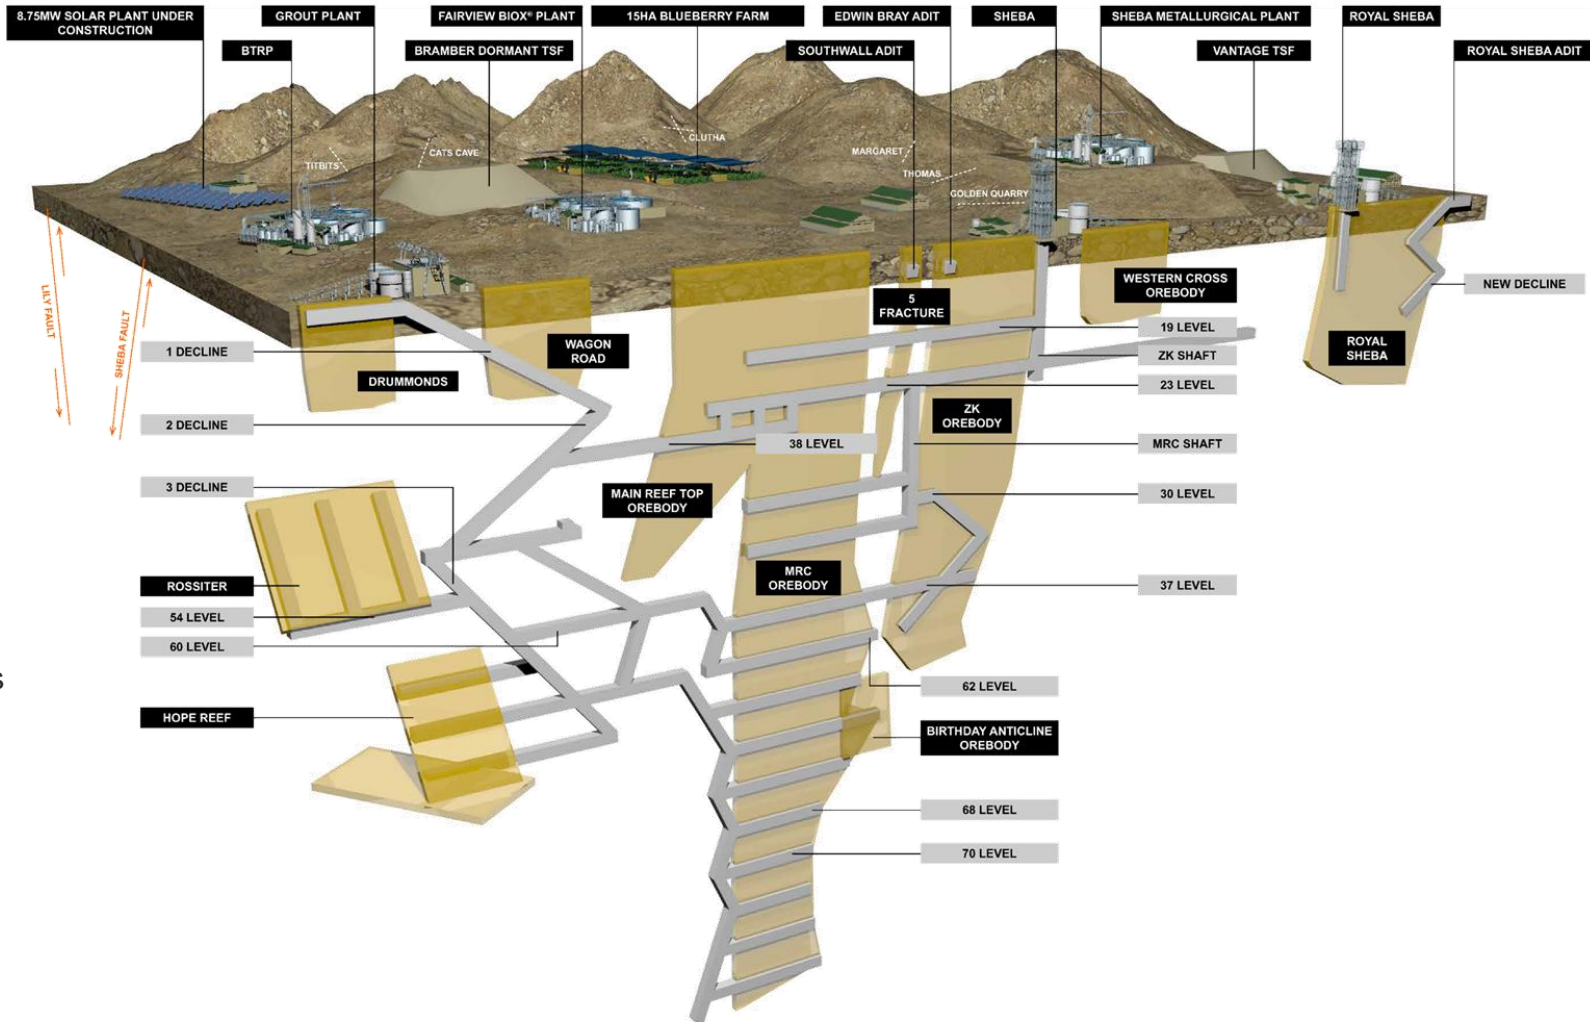 8.75MW SOLAR PLANT UNDER
CONSTRUCTION
GROUT PLANT
FAIRVIEW BIOX® PLANT
15HA BLUEBERRY FARM
EDWIN BRAY ADIT
SHEBA
SHEBA METALLURGICAL PLANT
ROYAL SHEBA
BTRP
BRAMBER DORMANT TSF
SOUTHWALL ADIT
VANTAGE TSF
ROYAL SHEBA ADIT
TITBITS
CATS CAVE
CLUTHA
MARGARET
THOMAS
GOLDEN QUARRY
LILY FAULT
SHEBA FAULT
1 DECLINE
WAGON
ROAD
DRUMMONDS
5
FRACTURE
WESTERN CROSS
OREBODY
NEW DECLINE
19 LEVEL
ROYAL
SHEBA
ZK SHAFT
23 LEVEL
2 DECLINE
ZK
OREBODY
38 LEVEL
MRC SHAFT
3 DECLINE
MAIN REEF TOP
OREBODY
30 LEVEL
ROSSITER
MRC
OREBODY
37 LEVEL
54 LEVEL
60 LEVEL
s
62 LEVEL
HOPE REEF
BIRTHDAY ANTICLINE
OREBODY
68 LEVEL
70 LEVEL